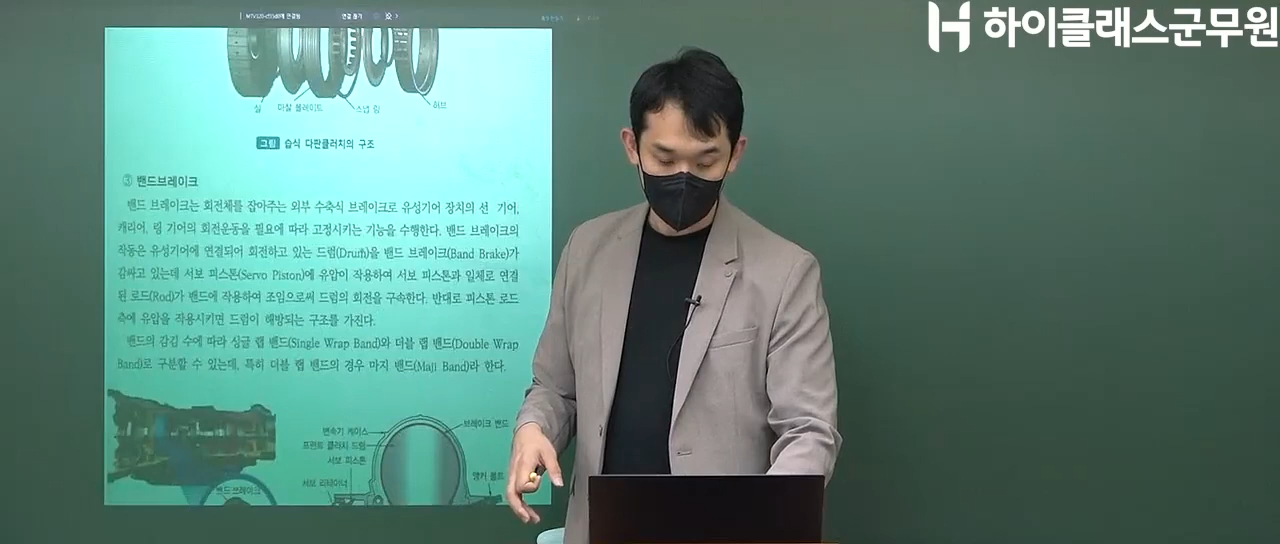 연결 끊기
하이클래스군무원
실 마찰 플레이트 스냅 링 허브
그림 습식 다판클러치의 구조
③ 밴드브레이크
밴드 브레이크는 회전체를 잡아주는 외부 수축식 브레이크로 유성기어 장치의 선 기어,
캐리어, 링 기어의 회전운동을 필요에 따라 고정시키는 기능을 수행한다. 밴드 브레이크의
작동은 유성기어에 연결되어 회전하고 있는 드럼(Drum)을 밴드 브레이크(Band Brake)가
감싸고 있는데 서보 피스톤(Servo Piston)에 유압이 작용하여 서보 피스톤과 일체로 연결
된 로드(Rod)가 밴드에 작용하여 조임으로써 드럼의 회전을 구속한다. 반대로 피스톤 로드
측에 유압을 작용시키면 드럼이 해방되는 구조를 가진다.
밴드의 감김 수에 따라 싱글 랩 밴드(Single Wrap Band)와 더블 랩 밴드(Double Wrap
Band)로 구분할 수 있는데, 특히 더블 랩 밴드의 경우 마지 밴드(Maji Band)라 한다.
변속기 케이스 브레이크 밴드
프런트 클러치 드럼
서보 피스톤
서보 리테이너 앵커 볼트
밴드 브레이크